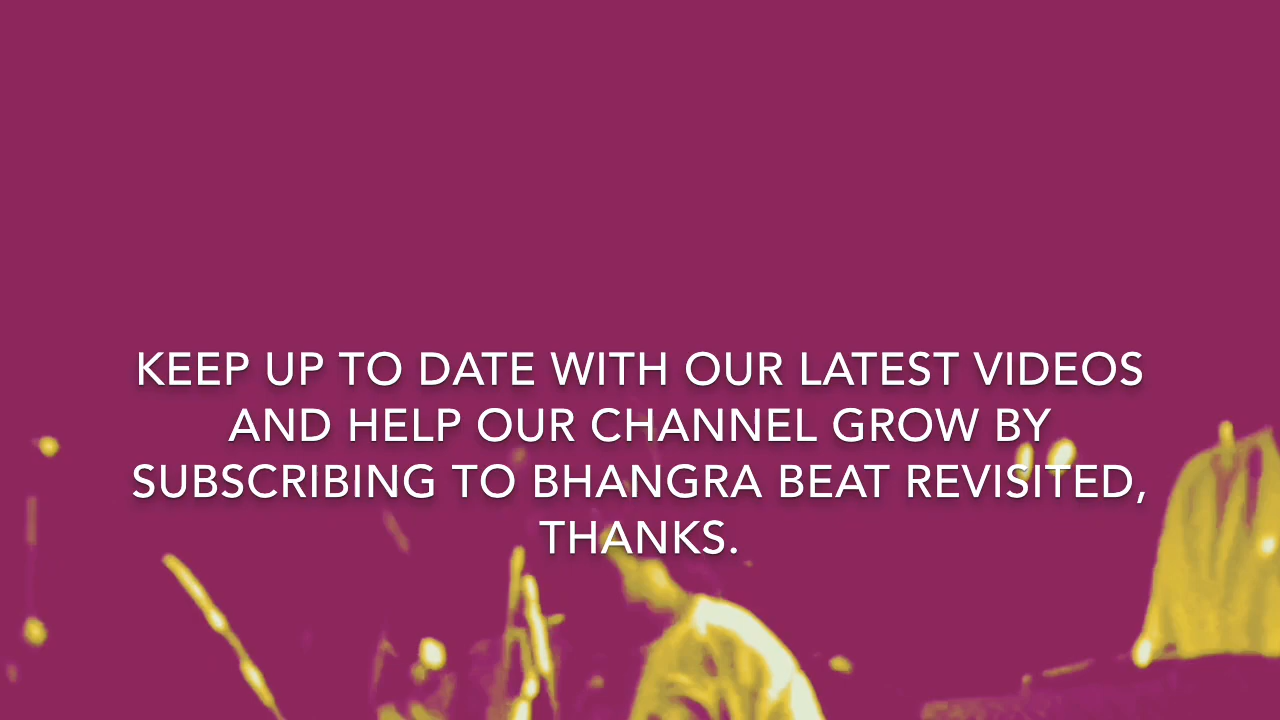 KEEP UP TO DATE WITH OUR LATEST VIDEOS
AND HELP OUR CHANNEL GROW BY
SUBSCRIBING TO BHANGRA BEAT REVISITED,
THANKS.